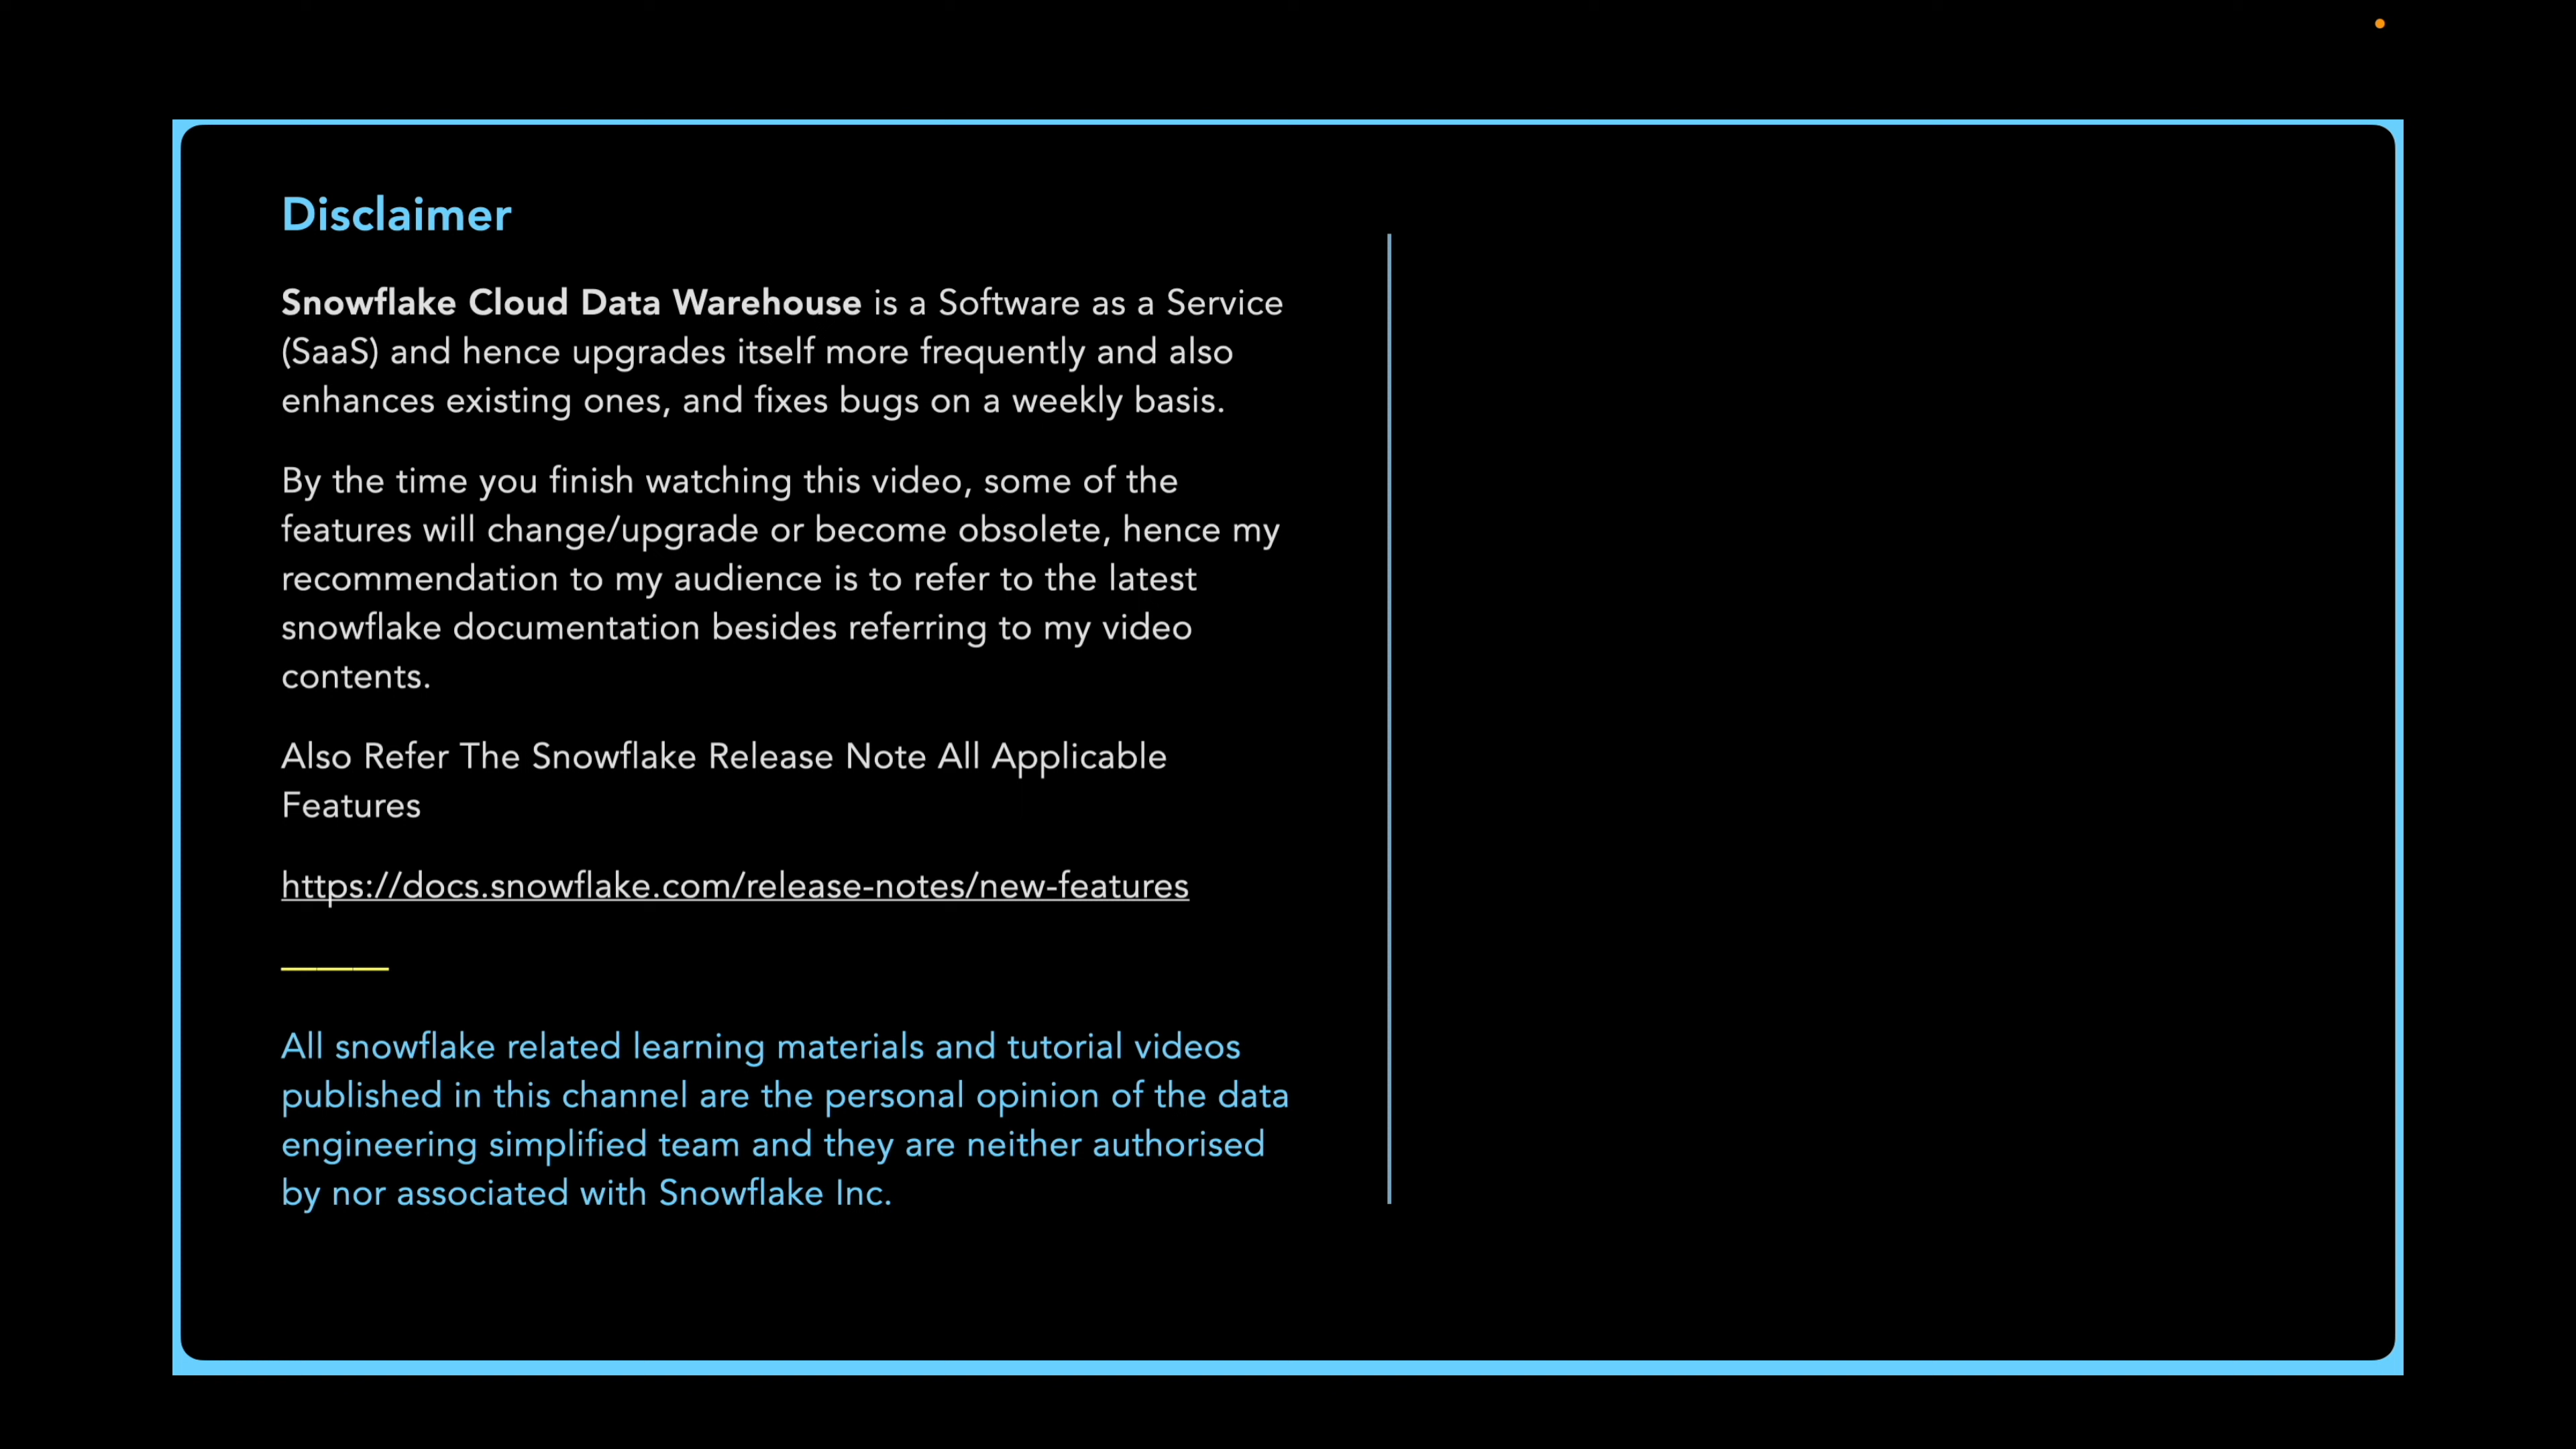 Disclaimer
Snowflake Cloud Data Warehouse is a Software as a Service
(SaaS) and hence upgrades itself more frequently and also
enhances existing ones, and fixes bugs on a weekly basis.
By the time you finish watching this video, some of the
features will change/upgrade or become obsolete, hence my
recommendation to my audience is to refer to the latest
snowflake documentation besides referring to my video
contents.
Also Refer The Snowflake Release Note All Applicable
Features
https://docs.snowflake.com/release-notes/new-features
All snowflake related learning materials and tutorial videos
published in this channel are the personal opinion of the data
engineering simplified team and they are neither authorised
by nor associated with Snowflake Inc.